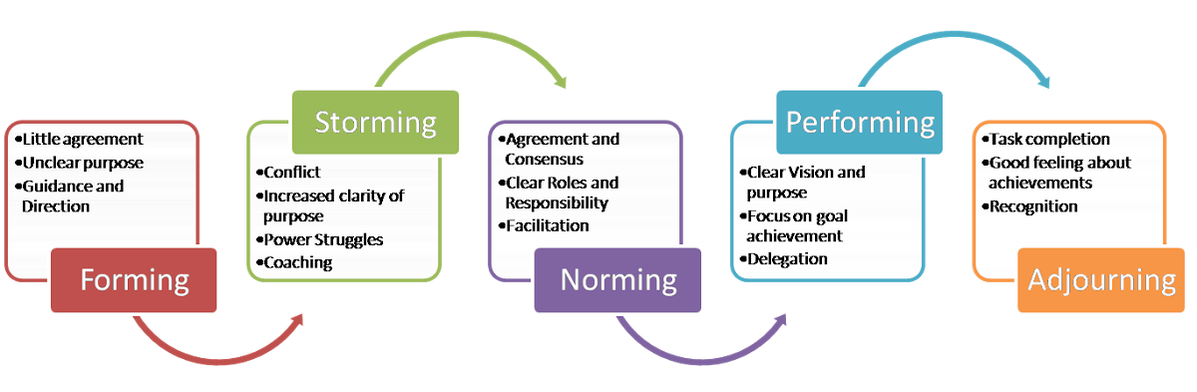 •Little agreement
•Unclear purpose
•Guidance and
Direction
Forming
Storming
•Conflict
•Increased clarity of
purpose
•Power Struggles
•Coaching
•Agreement and
Consensus
•Clear Roles and
Responsibility
•Facilitation
Norming
Performing
•Clear Vision and
purpose
•Focus on goal
achievement
•Delegation
•Task completion
•Good feeling about
achievements
•Recognition
Adjourning